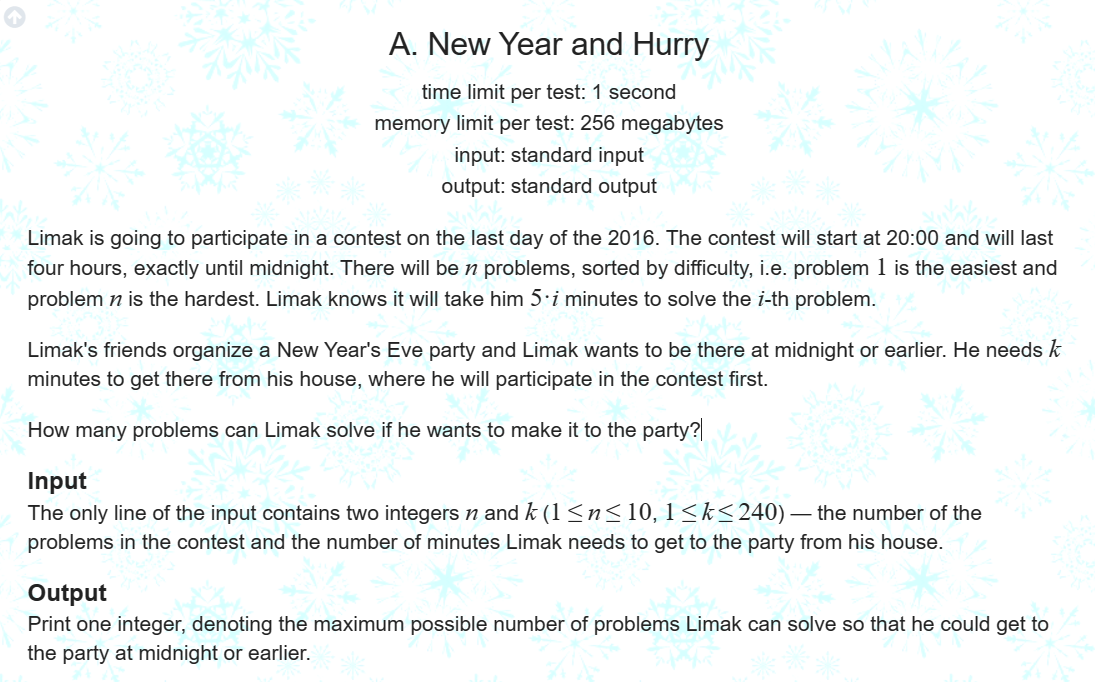 A. New Year and Hurry
time limit per test: 1 second
memory limit per test: 256 megabytes
input: standard input
output: standard output
Limak is going to participate in a contest on the last day of the 2016. The contest will start at 20:00 and will last
four hours, exactly until midnight. There will be n problems, sorted by difficulty, i.e. problem 1 is the easiest and
problem n is the hardest. Limak knows it will take him 5·i minutes to solve the i-th problem.
Limak's friends organize a New Year's Eve party and Limak wants to be there at midnight or earlier. He needs k
minutes to get there from his house, where he will participate in the contest first.
How many problems can Limak solve if he wants to make it to the party?
Input
The only line of the input contains two integers n and k (1 ≤ n ≤ 10, 1 ≤ k ≤ 240) — the number of the
problems in the contest and the number of minutes Limak needs to get to the party from his house.
Output
Print one integer, denoting the maximum possible number of problems Limak can solve so that he could get to
the party at midnight or earlier.